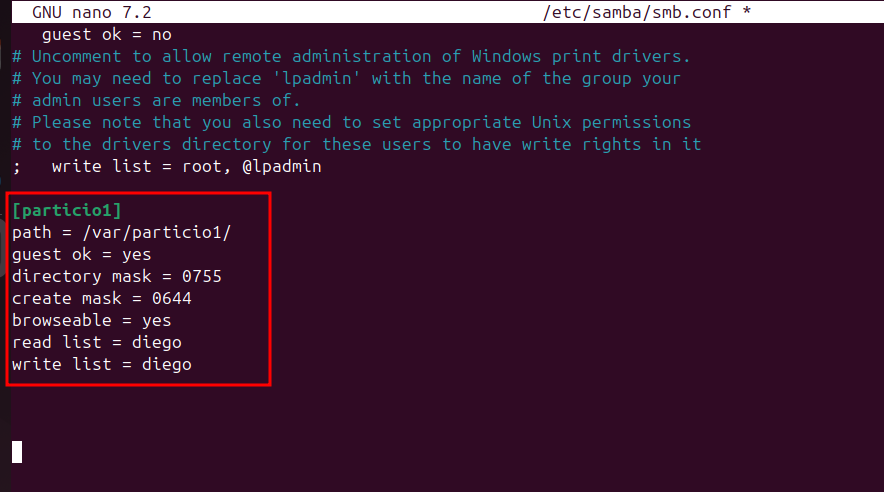 GNU nano 7.2 /etc/samba/smb.conf *
guest ok = no
# Uncomment to allow remote administration of Windows print drivers.
# You may need to replace 'lpadmin' with the name of the group your
# admin users are members of.
# Please note that you also need to set appropriate Unix permissions
# to the drivers directory for these users to have write rights in it
;   write list = root, @lpadmin
[particio1]
path = /var/particio1/
guest ok = yes
directory mask = 0755
create mask = 0644
browseable = yes
read list = diego
write list = diego